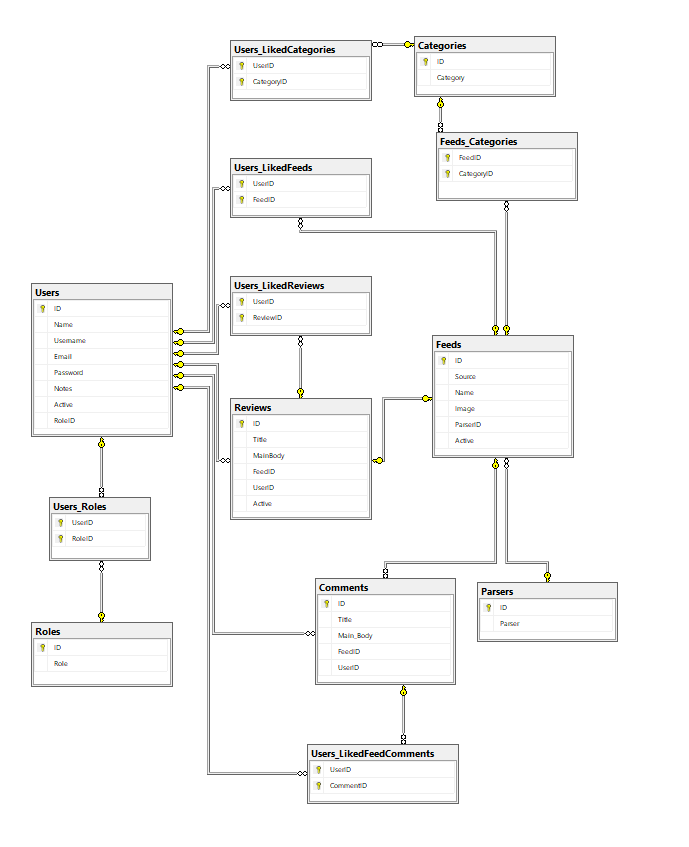 Users_LikedCategories
UserID
CategoryID
Categories
ID
Category
Feeds_Categories
FeedID
CategoryID
Users_LikedFeeds
UserID
FeedID
Users_LikedReviews
UserID
ReviewID
Users
ID
Name
Username
Email
Password
Notes
Active
RoleID
Feeds
ID
Source
Name
Image
ParserID
Active
Reviews
ID
Title
MainBody
FeedID
UserID
Active
Users_Roles
UserID
RoleID
Roles
ID
Role
Comments
ID
Title
Main_Body
FeedID
UserID
Parsers
ID
Parser
Users_LikedFeedComments
UserID
CommentID